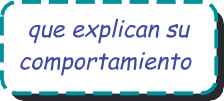 que explican su
comportamiento